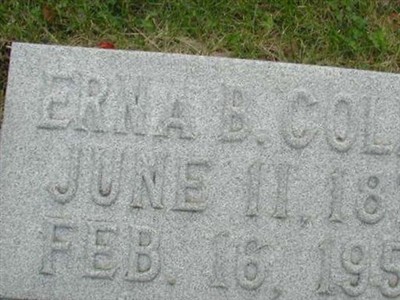 ERNA B. COL
JUNE 11, 18
FEB. 16, 195